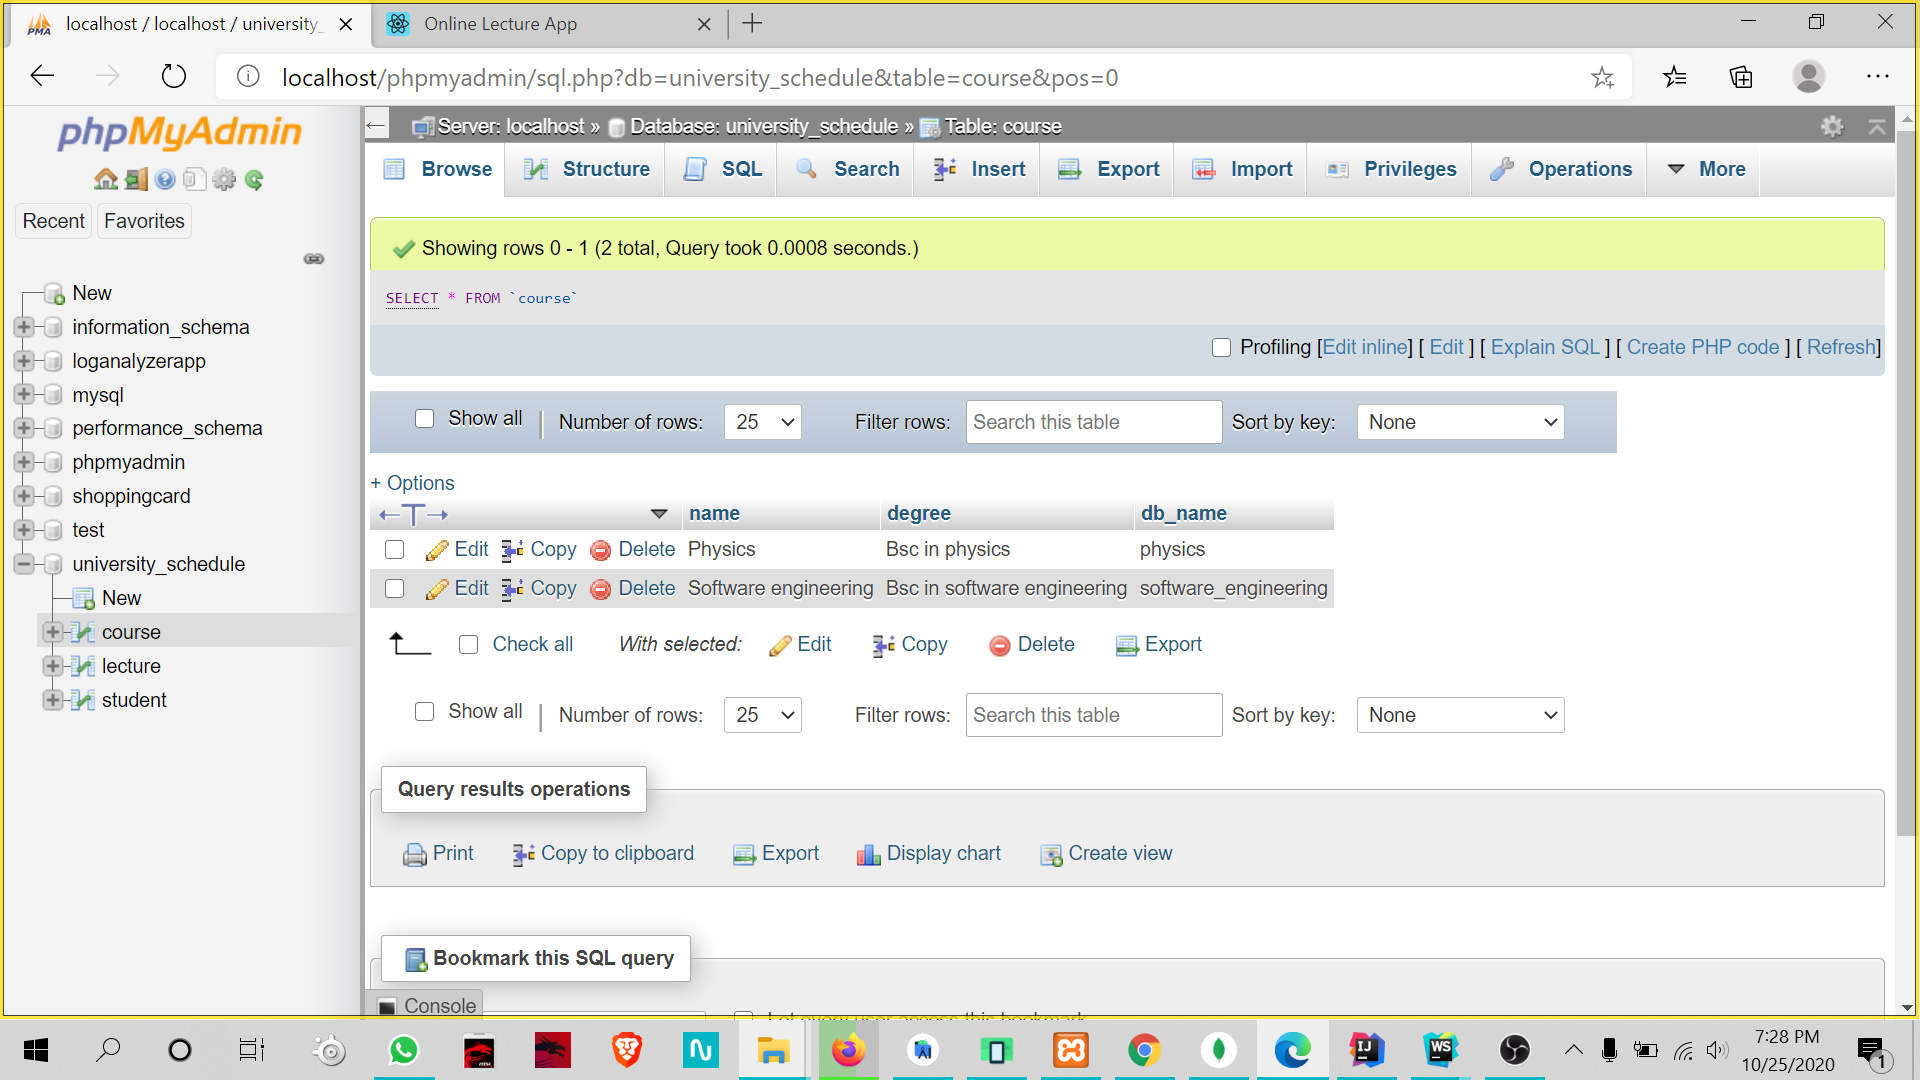 localhost / localhost / university_
Online Lecture App
localhost/phpmyadmin/sql.php?db=university_schedule&table=course&pos=0
phpMyAdmin
Recent
Favorites
New
information_schema
loganalyzerapp
mysql
performance_schema
phpmyadmin
shoppingcard
test
university_schedule
New
course
lecture
student
Server: localhost » Database: university_schedule » Table: course
Browse Structure SQL Search Insert Export Import Privileges Operations More
Showing rows 0 - 1 (2 total, Query took 0.0008 seconds.)
SELECT * FROM `course`
Profiling [Edit inline] [ Edit ] [ Explain SQL ] [ Create PHP code ] [ Refresh]
Show all Number of rows: 25 Filter rows: Search this table Sort by key: None
+ Options
name degree db_name
Edit Copy Delete Physics Bsc in physics physics
Edit Copy Delete Software engineering Bsc in software engineering software_engineering
Check all With selected: Edit Copy Delete Export
Show all Number of rows: 25 Filter rows: Search this table Sort by key: None
Query results operations
Print Copy to clipboard Export Display chart Create view
Bookmark this SQL query
Console
Let every user access this bookmark
7:28 PM
10/25/2020
1